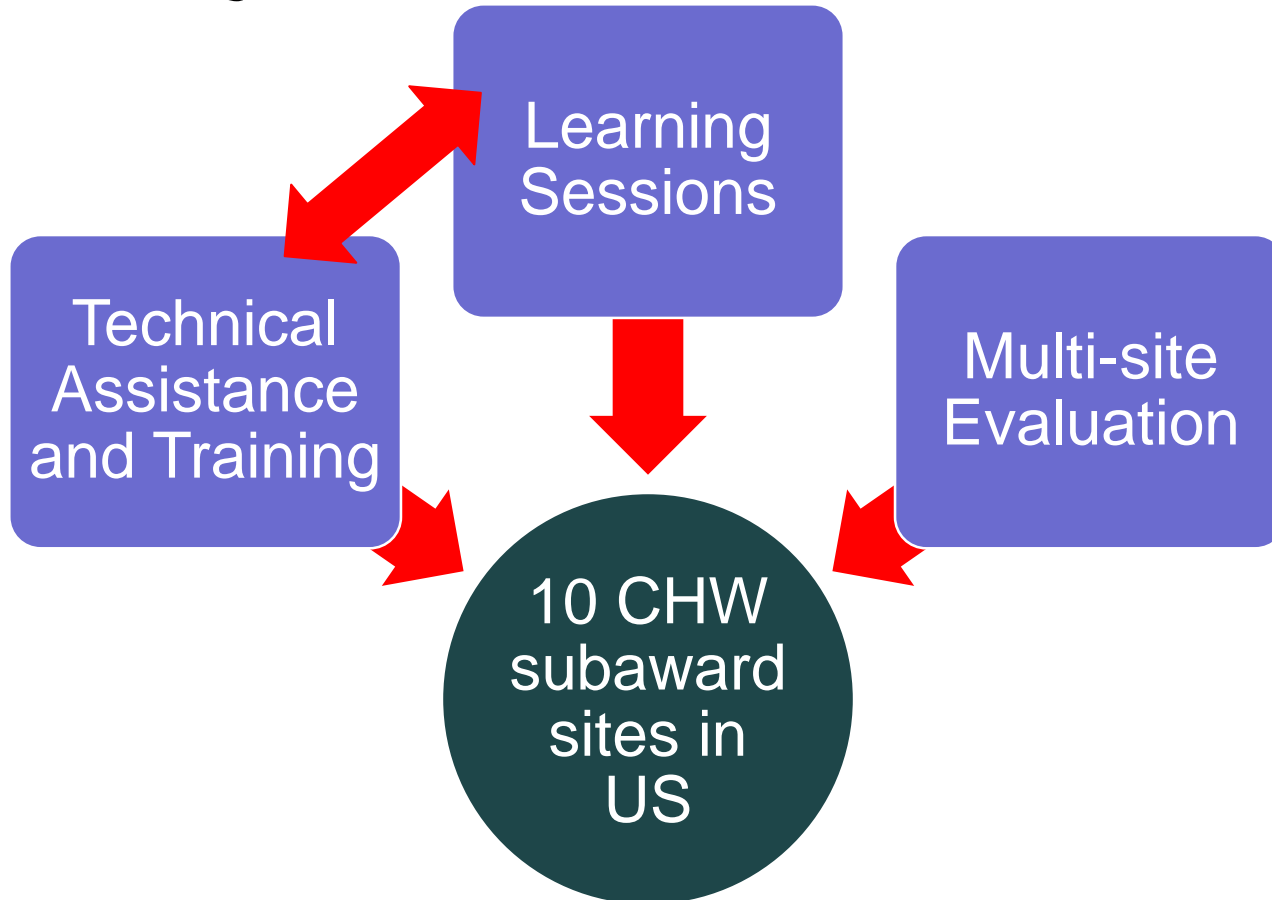 Learning
Sessions
Technical
Assistance
and Training
Multi-site
Evaluation
10 CHW
subaward
sites in
US